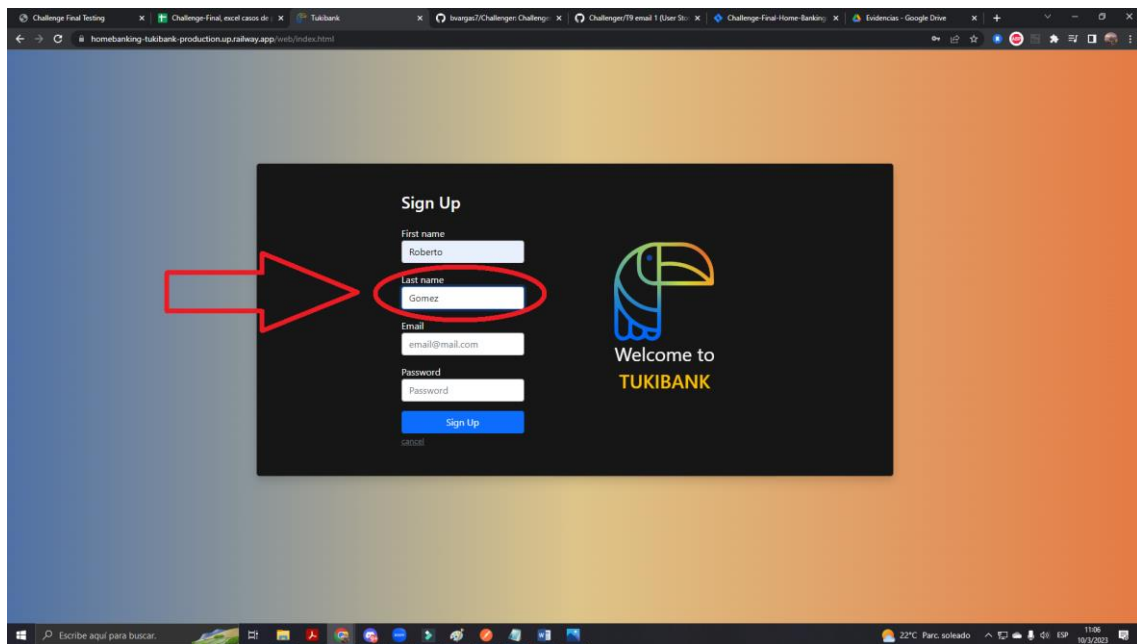 Challenge Final Testing
Challenge-Final, excel casos de
Tukibank
bvargas7/Challenger: Challenge
Challenger/T9 email 1 (User Sto
Challenge-Final-Home-Banking
Evidencias - Google Drive
homebanking-tukibank-production.up.railway.app/web/index.html
Sign Up
First name
Roberto
Last name
Gomez
Email
email@mail.com
Password
Password
Sign Up
cancel
Welcome to
TUKIBANK
Escribe aquí para buscar.
22°C Parc. soleado
ESP
11:06
10/3/2023